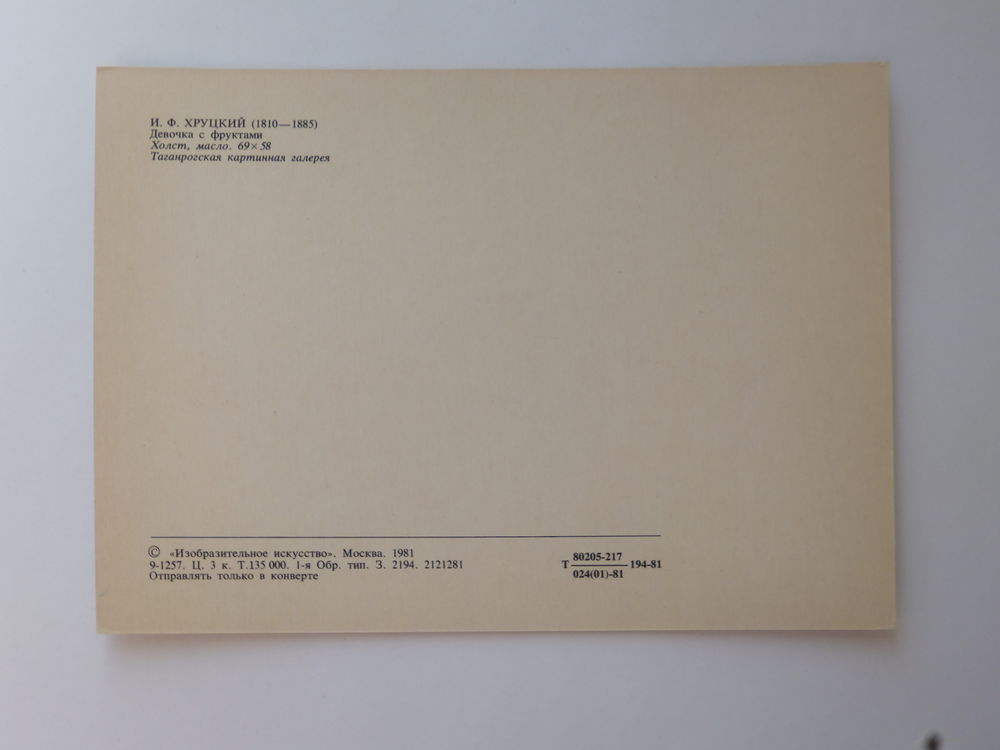 И. Ф. ХРУЦКИЙ (1810—1885)
Девочка с фруктами
Холст, масло. 69×58
Таганрогская картинная галерея
© «Изобразительное искусство». Москва. 1981
9-1257. Ц. 3 к. Т.135 000. 1-я Обр. тип. З. 2194. 2121281
Отправлять только в конверте
80205-217
Т 194-81
024(01)-81